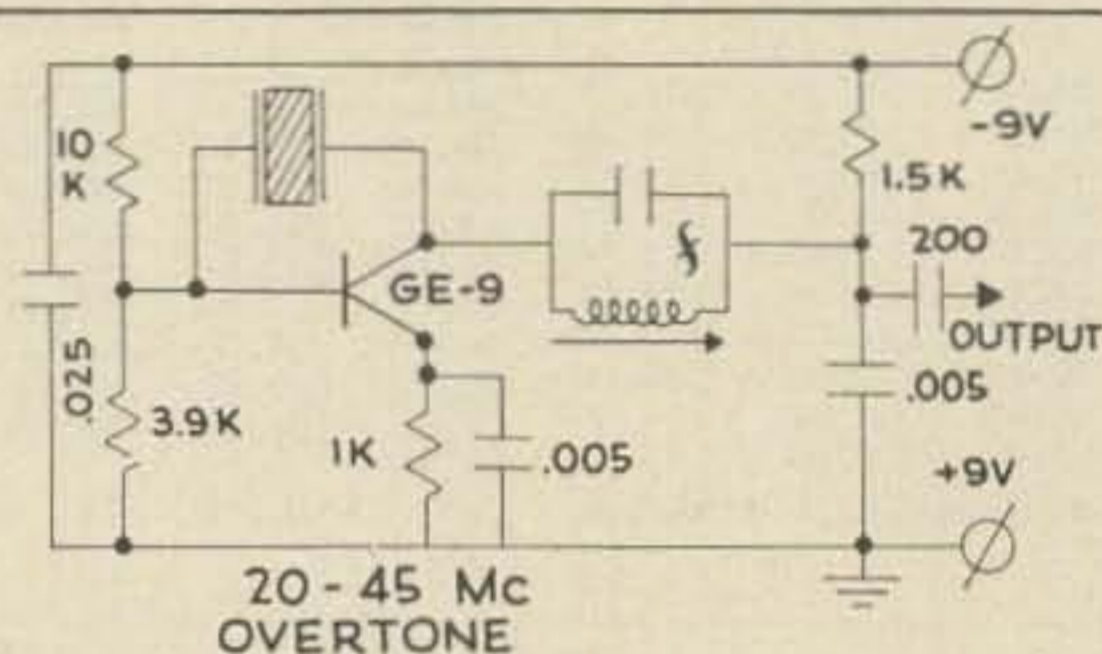 -9V
10
K
1.5K
200
GE-9
OUTPUT
.025
.005
3.9K
1K
.005
+9V
20-45 Mc
OVERTONE